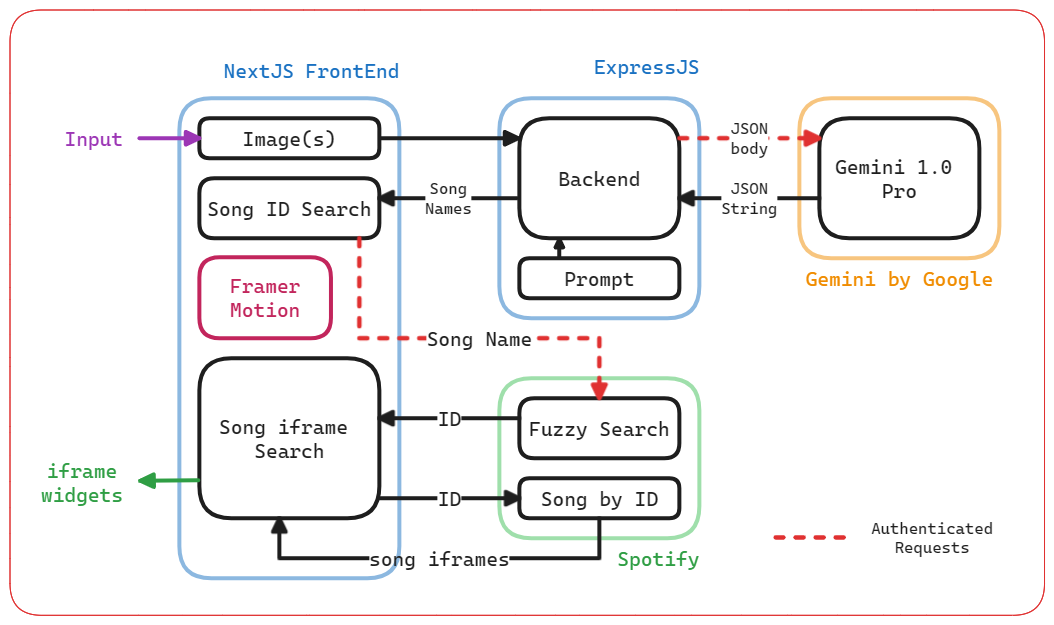 NextJS FrontEnd
ExpressJS
Input
Image(s)
JSON
body
Gemini 1.0
Pro
Backend
Song ID Search
Song
Names
JSON
String
Framer
Motion
Prompt
Gemini by Google
Song Name
Song iframe
Search
ID
Fuzzy Search
iframe
widgets
ID
Song by ID
song iframes
Spotify
Authenticated
Requests